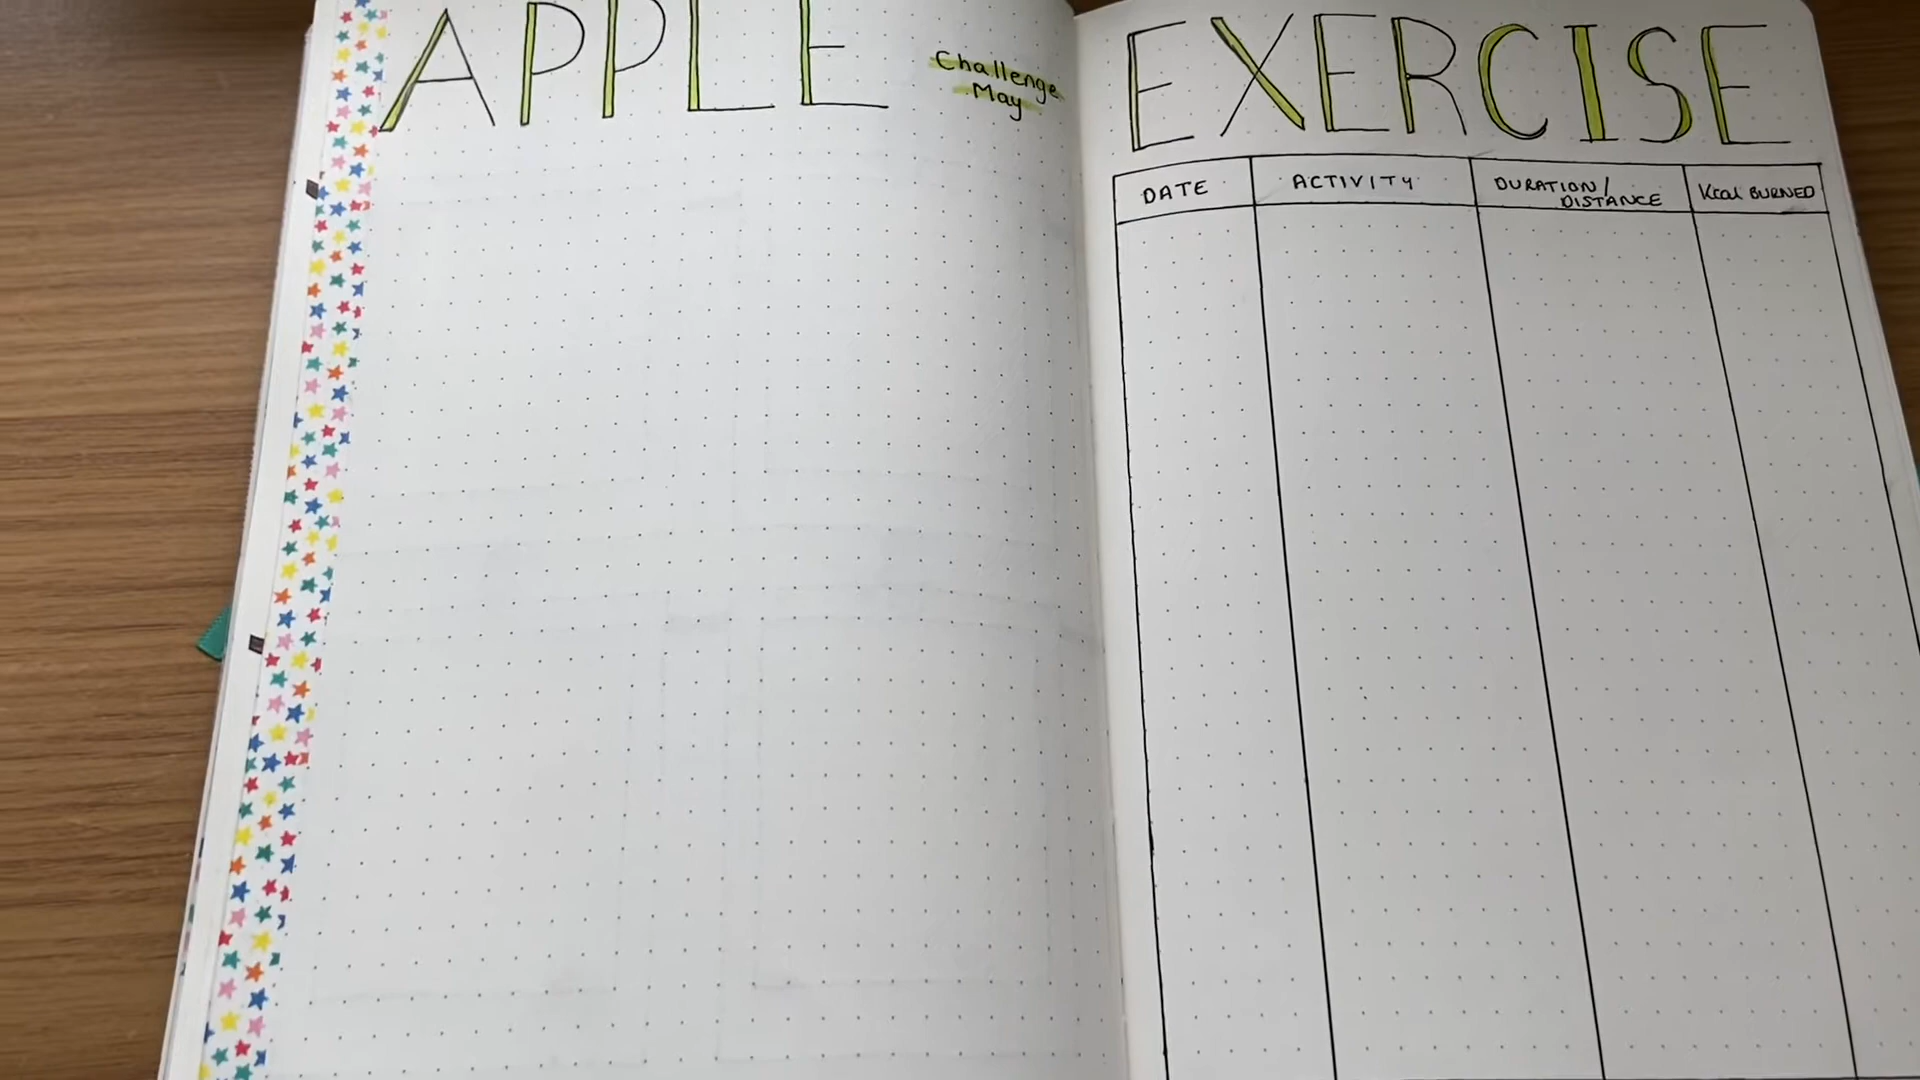 APPLE
Challenge
May
EXERCISE
DATE
ACTIVITY
DURATION/
DISTANCE
Kcal BURNED